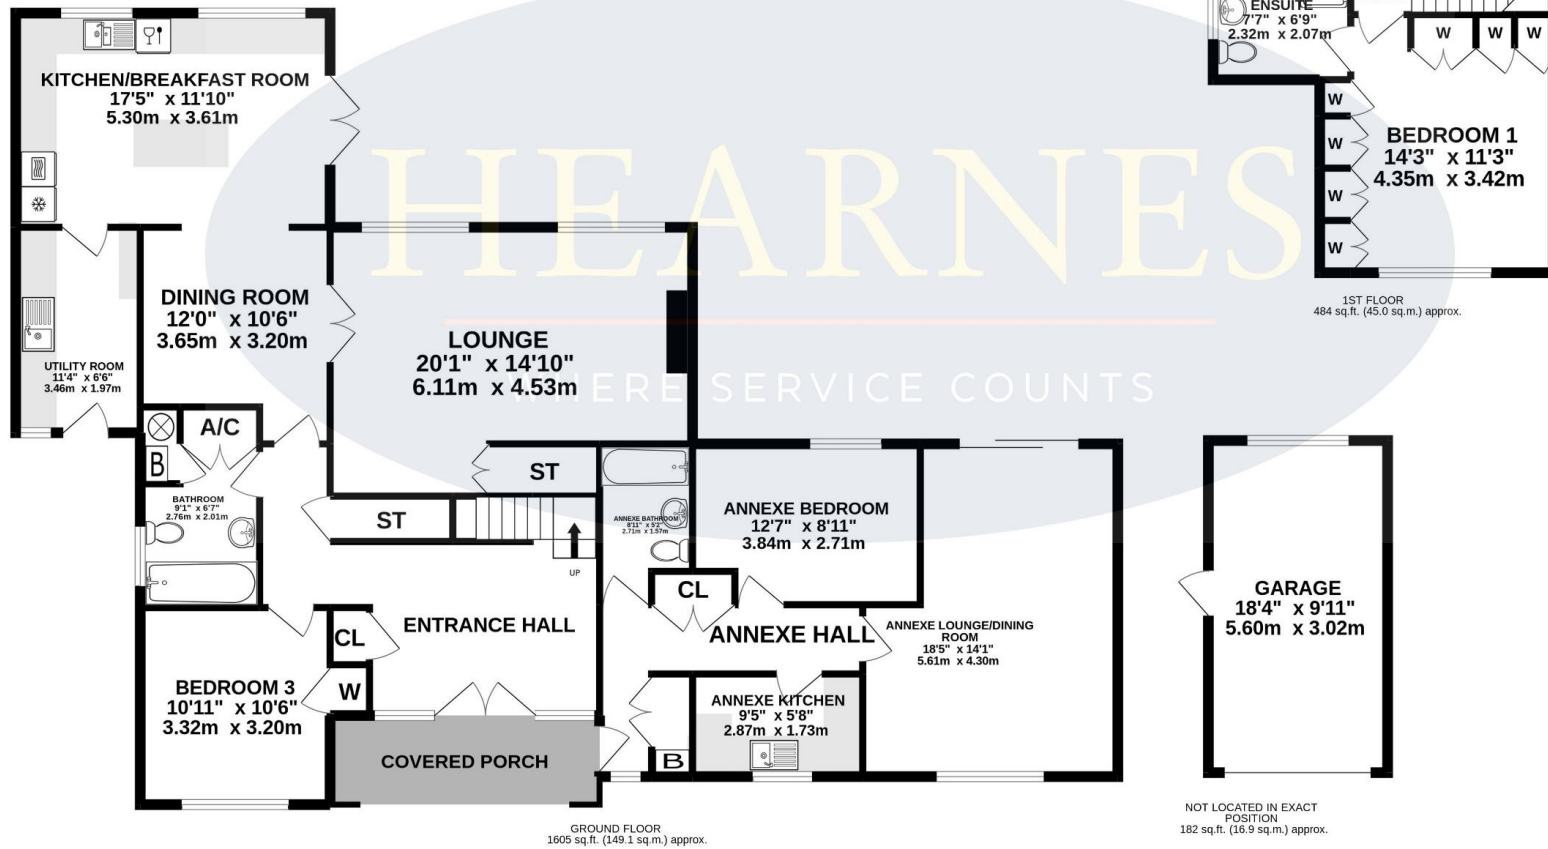 ENSUITE
7'7" x 6'9"
2.32m x 2.07m
W
W
W
KITCHEN/BREAKFAST ROOM
17'5" x 11'10"
5.30m x 3.61m
W
W
W
W
BEDROOM 1
14'3" x 11'3"
4.35m x 3.42m
HEARNES
WHERE SERVICE COUNTS
1ST FLOOR
484 sq.ft. (45.0 sq.m.) approx.
DINING ROOM
12'0" x 10'6"
3.65m x 3.20m
LOUNGE
20'1" x 14'10"
6.11m x 4.53m
UTILITY ROOM
11'4" x 6'6"
3.46m x 1.97m
A/C
B
ST
ST
BATHROOM
9'1" x 6'7"
2.76m x 2.01m
UP
ANNEXE BATHROOM
8'11" x 5'2"
2.71m x 1.57m
ANNEXE BEDROOM
12'7" x 8'11"
3.84m x 2.71m
CL
CL
ENTRANCE HALL
ANNEXE HALL
ANNEXE LOUNGE/DINING
ROOM
18'5" x 14'1"
5.61m x 4.30m
GARAGE
18'4" x 9'11"
5.60m x 3.02m
BEDROOM 3
10'11" x 10'6"
3.32m x 3.20m
W
ANNEXE KITCHEN
9'5" x 5'8"
2.87m x 1.73m
COVERED PORCH
B
GROUND FLOOR
1605 sq.ft. (149.1 sq.m.) approx.
NOT LOCATED IN EXACT
POSITION
182 sq.ft. (16.9 sq.m.) approx.